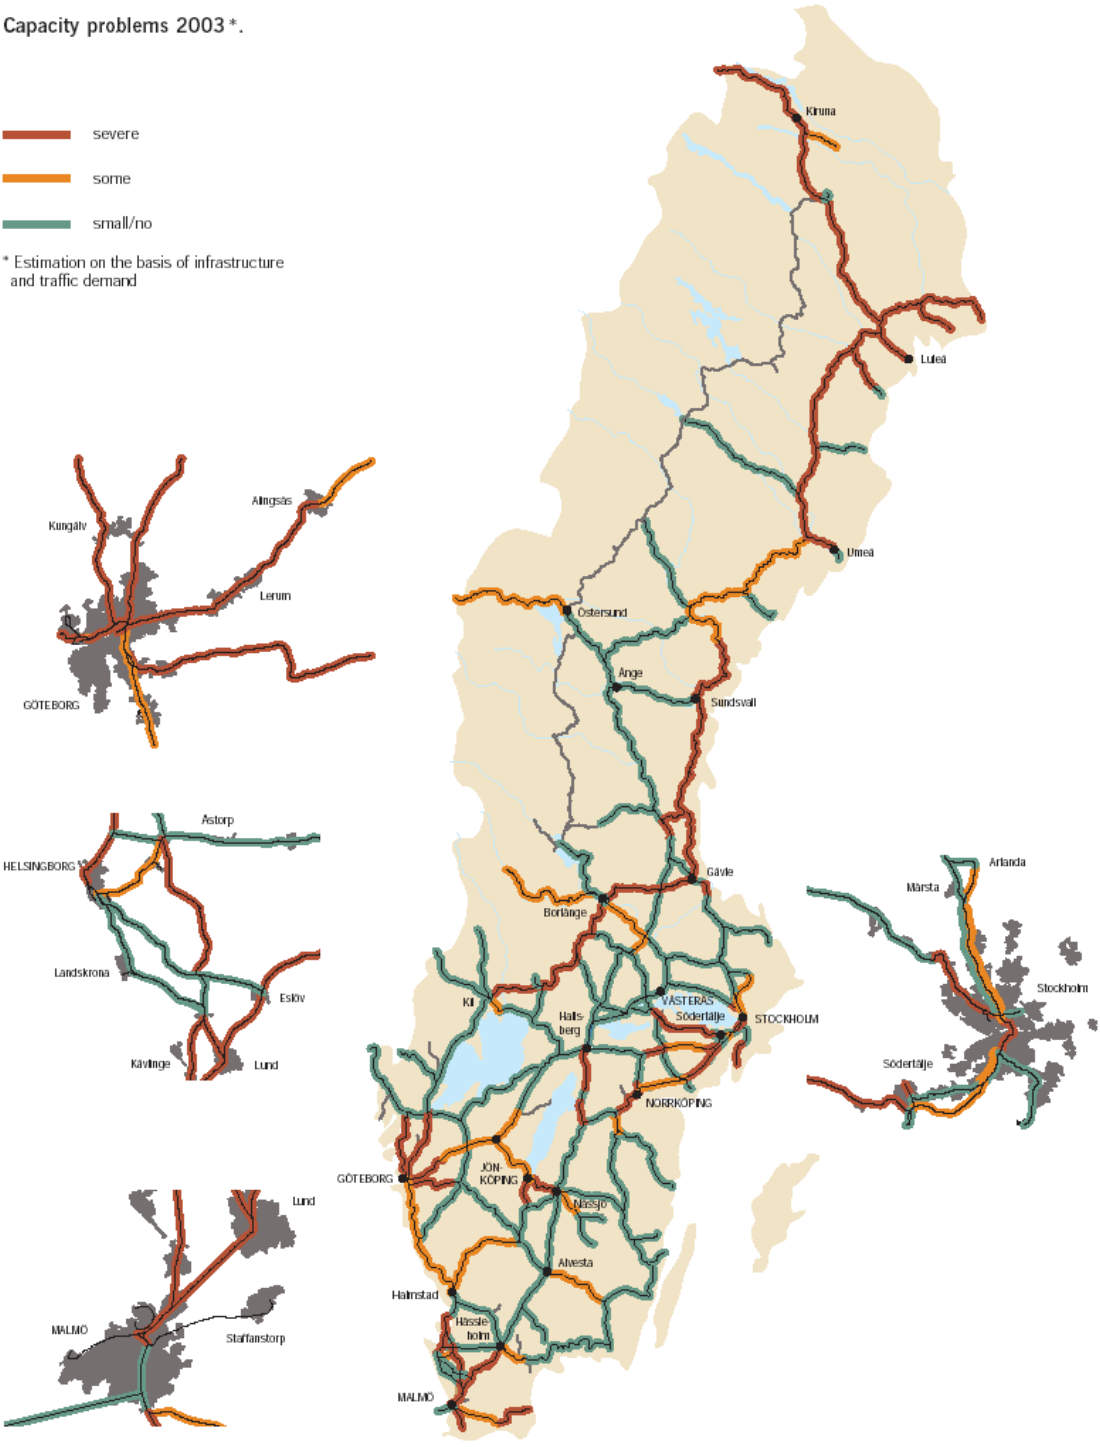 Capacity problems 2003 *.
severe
some
small/no
* Estimation on the basis of infrastructure
and traffic demand
Kiruna
Luleå
Umeå
Östersund
Ånge
Sundsvall
Gävle
Borlänge
Kil
VÄSTERÅS
Södertälje
STOCKHOLM
Halls-
berg
NORRKÖPING
GÖTEBORG
JÖN-
KÖPING
Nässjö
Alvesta
Halmstad
Hässle-
holm
MALMÖ
Alingsås
Kungälv
Lerum
GÖTEBORG
Åstorp
HELSINGBORG
Landskrona
Eslöv
Kävlinge
Lund
Lund
MALMÖ
Staffanstorp
Arlanda
Märsta
Stockholm
Södertälje